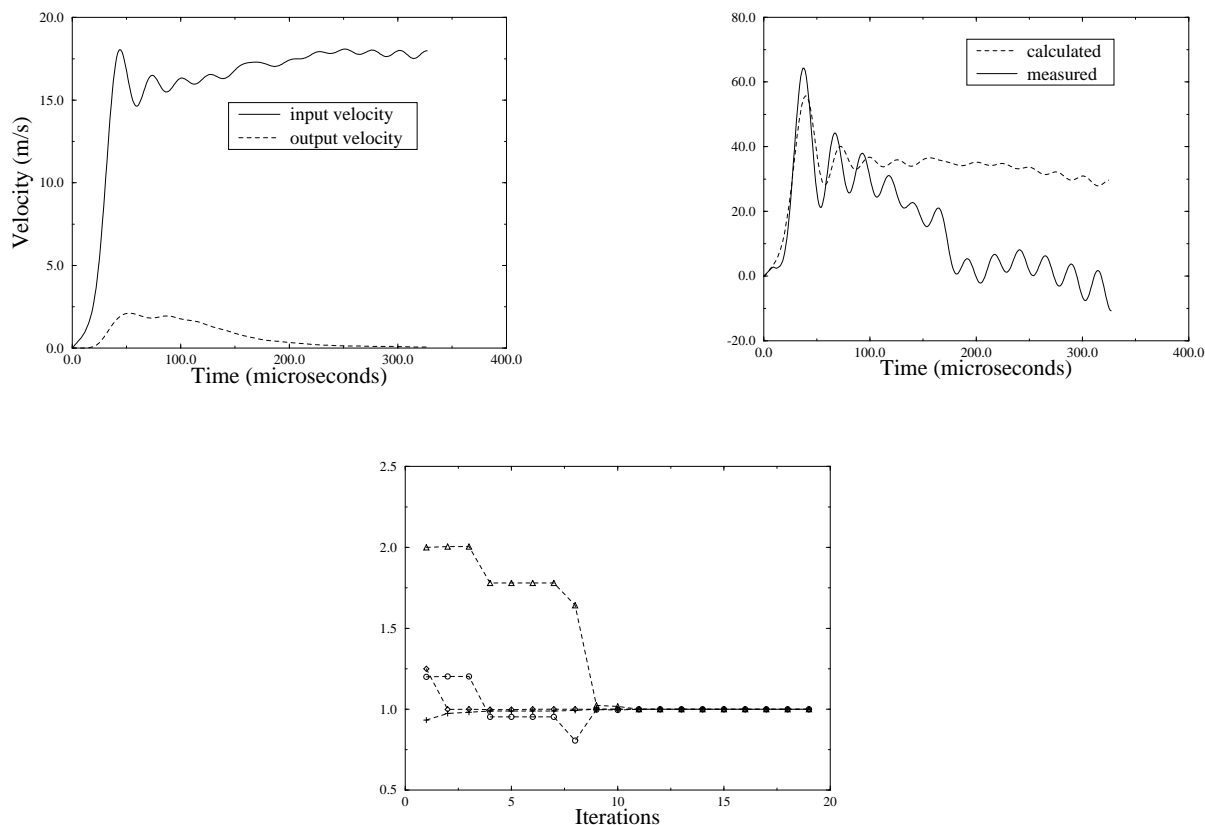 20.0
15.0
10.0
5.0
0.0
Velocity (m/s)
input velocity
output velocity
0.0 100.0 200.0 300.0 400.0
Time (microseconds)
80.0
60.0
40.0
20.0
0.0
-20.0
calculated
measured
0.0 100.0 200.0 300.0 400.0
Time (microseconds)
2.5
2.0
1.5
1.0
0.5
0 5 10 15 20
Iterations